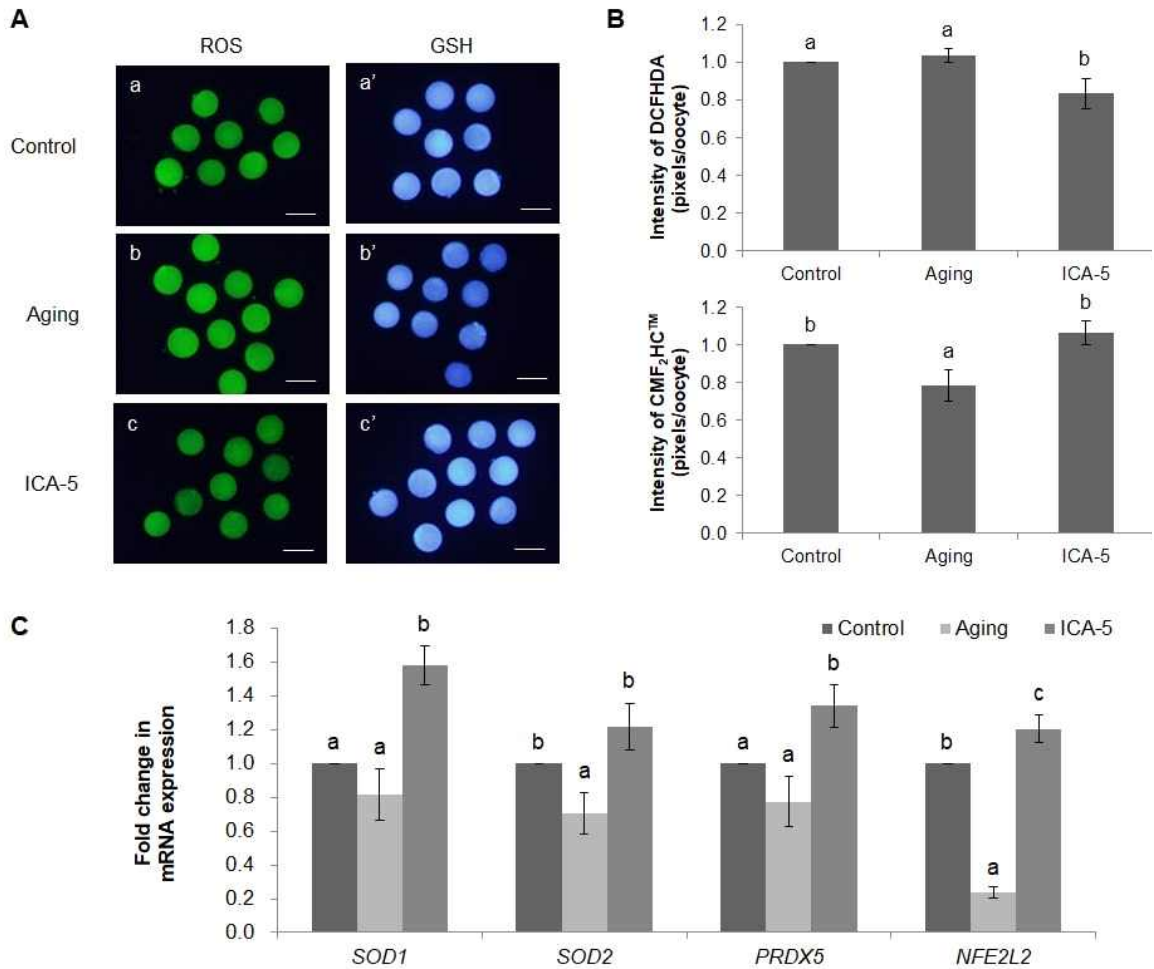 A
ROS GSH
a a’
Control
b b’
Aging
c c’
ICA-5
B
Intensity of DCFHDA
(pixels/oocyte)
1.2
1.0
0.8
0.6
0.4
0.2
0.0
a a b
Control Aging ICA-5
Intensity of CMF₂HC™
(pixels/oocyte)
1.2
1.0
0.8
0.6
0.4
0.2
0.0
b a b
Control Aging ICA-5
C
Control Aging ICA-5
Fold change in
mRNA expression
1.8
1.6
1.4
1.2
1.0
0.8
0.6
0.4
0.2
0.0
a a b b a b a a b b a c
SOD1 SOD2 PRDX5 NFE2L2